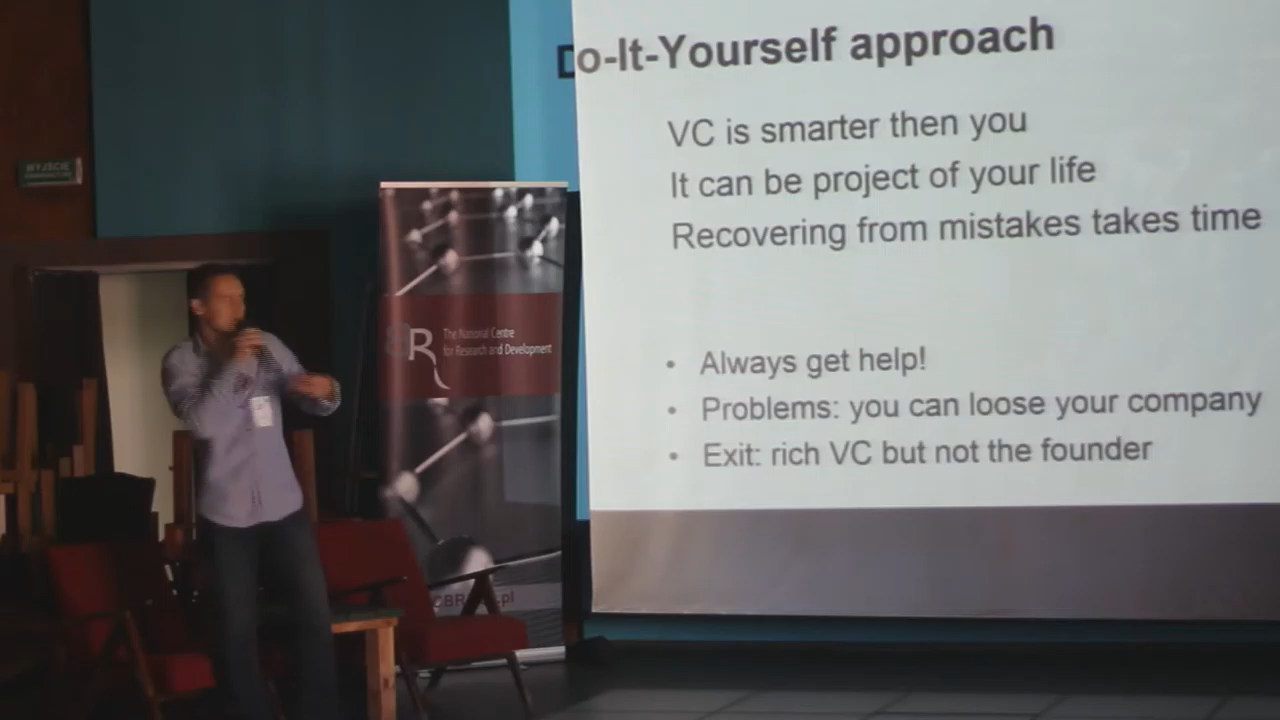 Do-It-Yourself approach
VC is smarter then you
It can be project of your life
Recovering from mistakes takes time
• Always get help!
• Problems: you can loose your company
• Exit: rich VC but not the founder
WYJŚCIE
R
The National Centre
for Research and Development